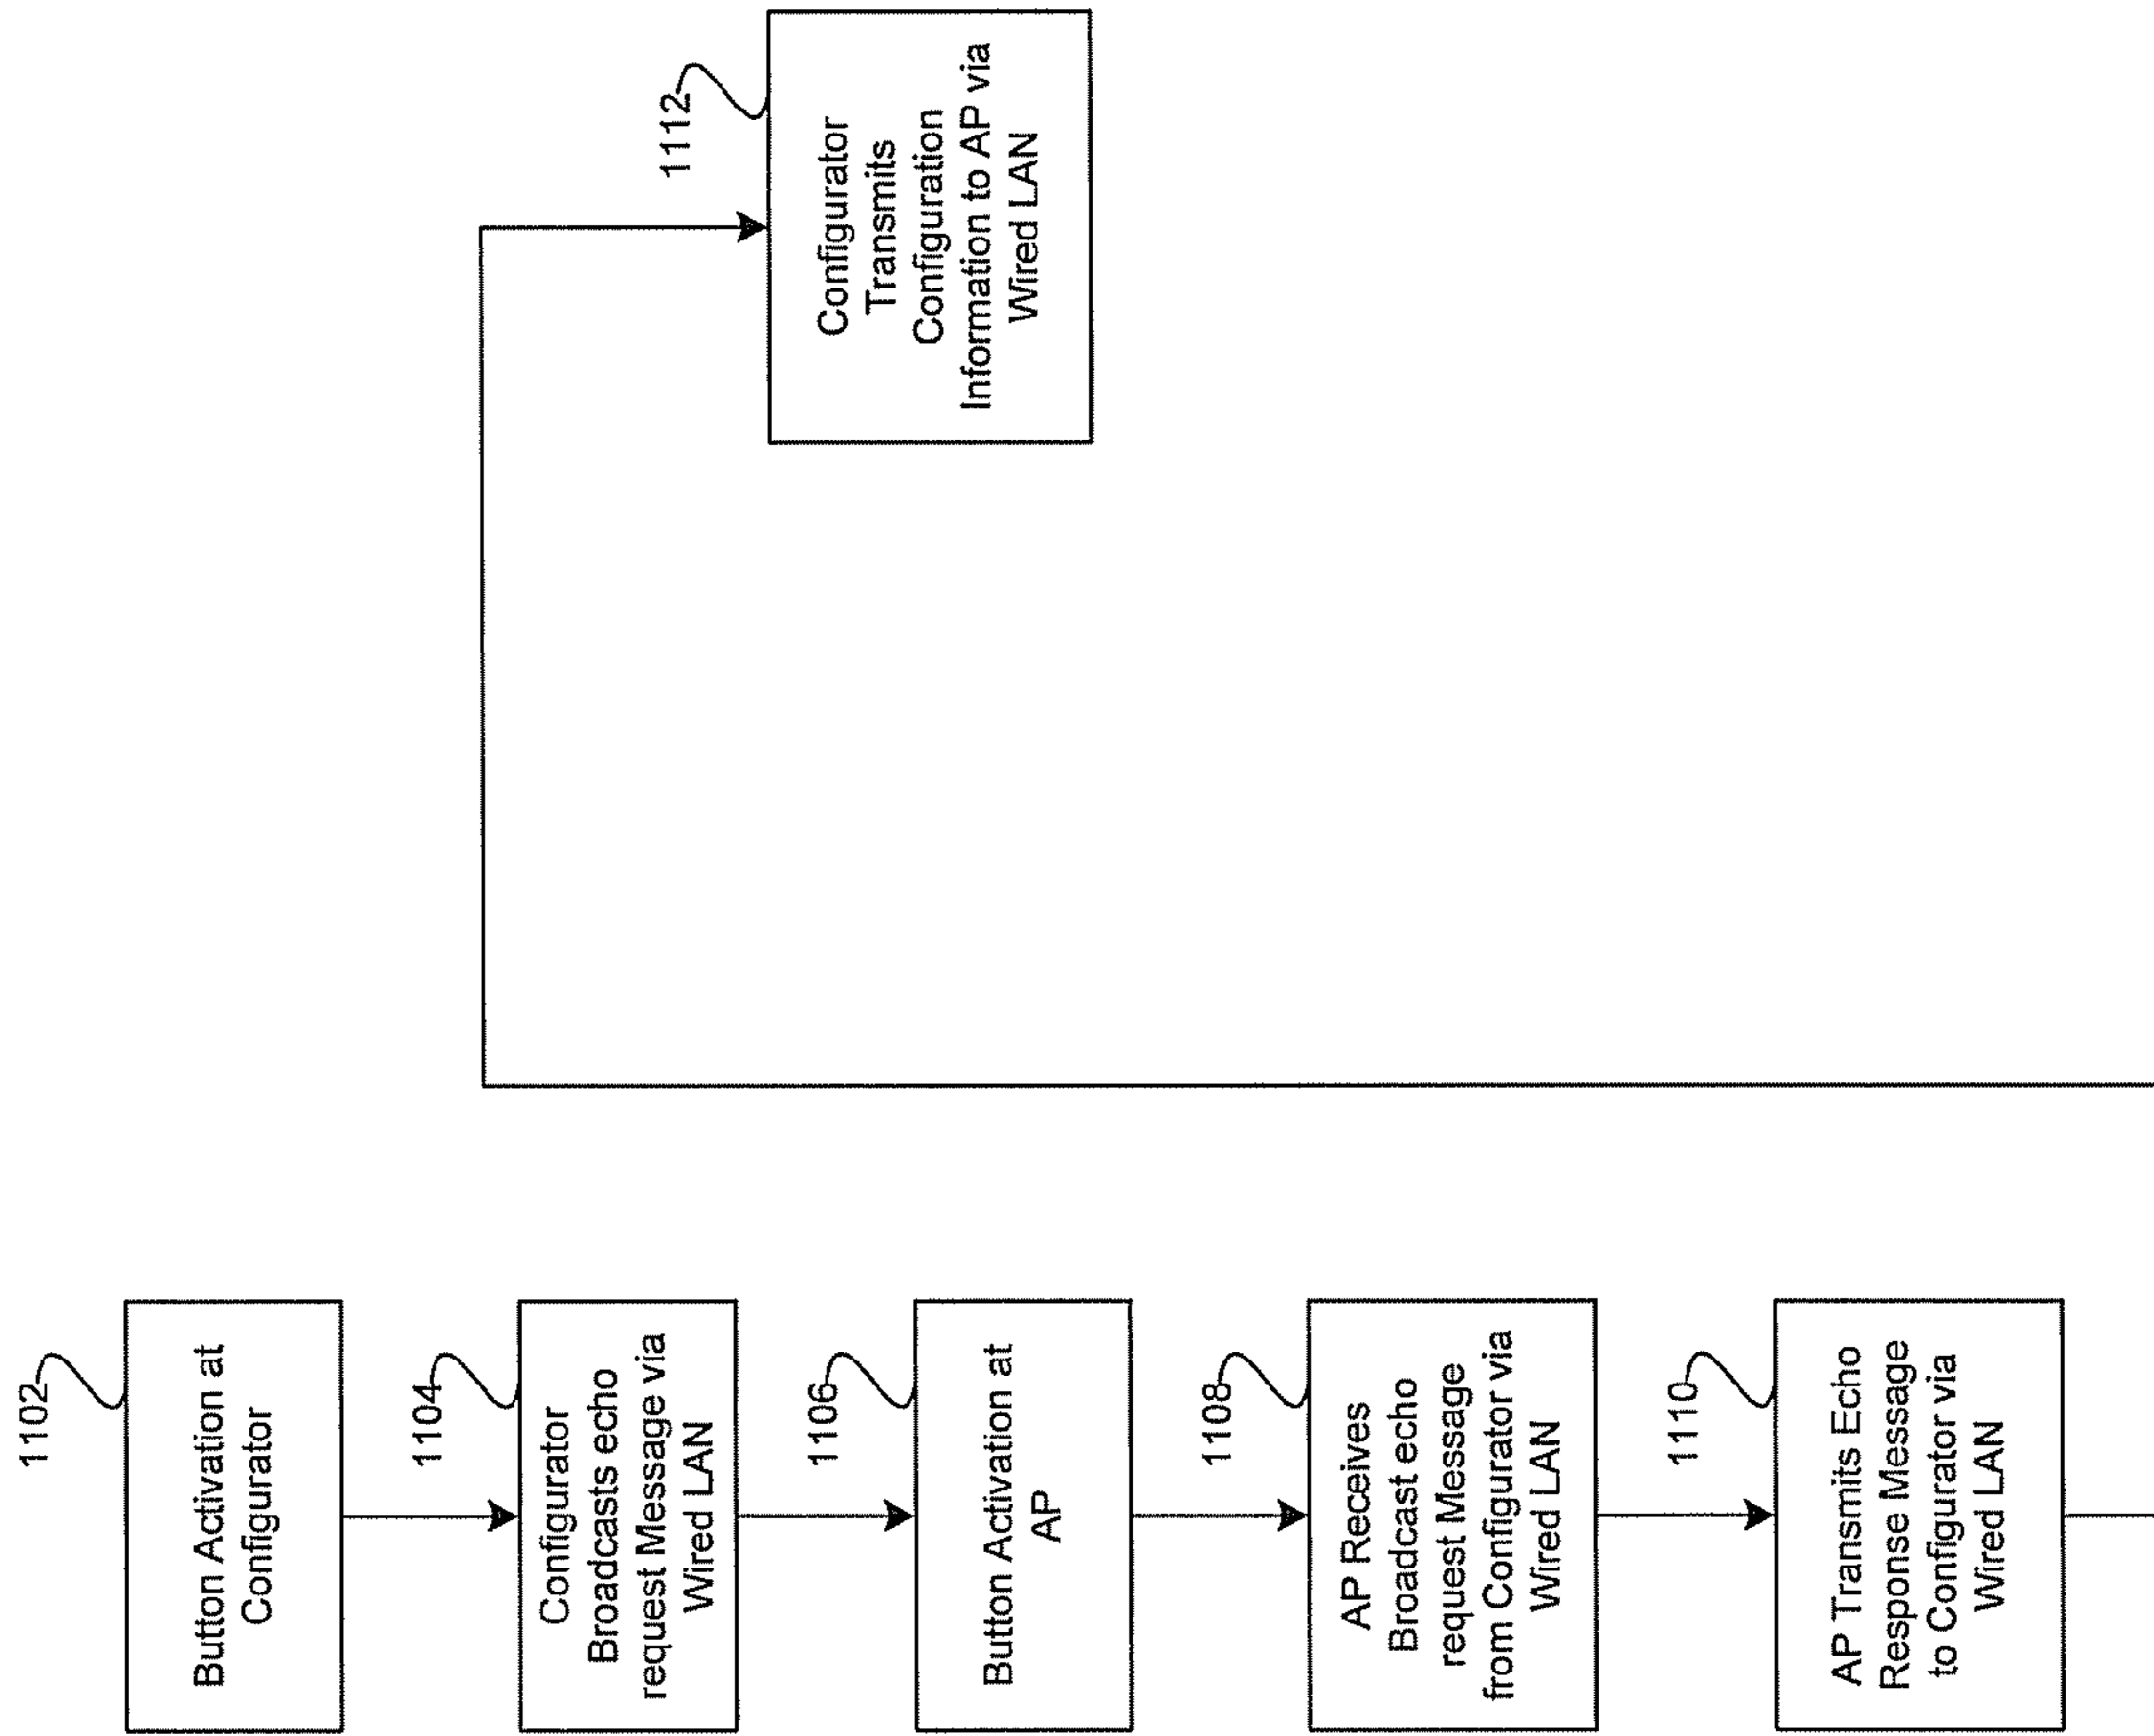 1102
Button Activation at
Configurator
1104
Configurator
Broadcasts echo
request Message via
Wired LAN
1106
Button Activation at
AP
1108
AP Receives
Broadcast echo
request Message
from Configurator via
Wired LAN
1110
AP Transmits Echo
Response Message
to Configurator via
Wired LAN
1112
Configurator
Transmits
Configuration
Information to AP via
Wired LAN